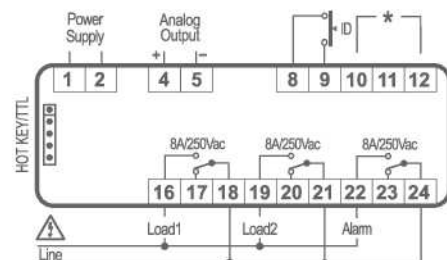 Power Supply
Analog Output
+ −
ID
*
1 2 4 5 8 9 10 11 12
HOT KEY/TTL
8A/250Vac 8A/250Vac 8A/250Vac
16 17 18 19 20 21 22 23 24
Load1 Load2 Alarm
Line